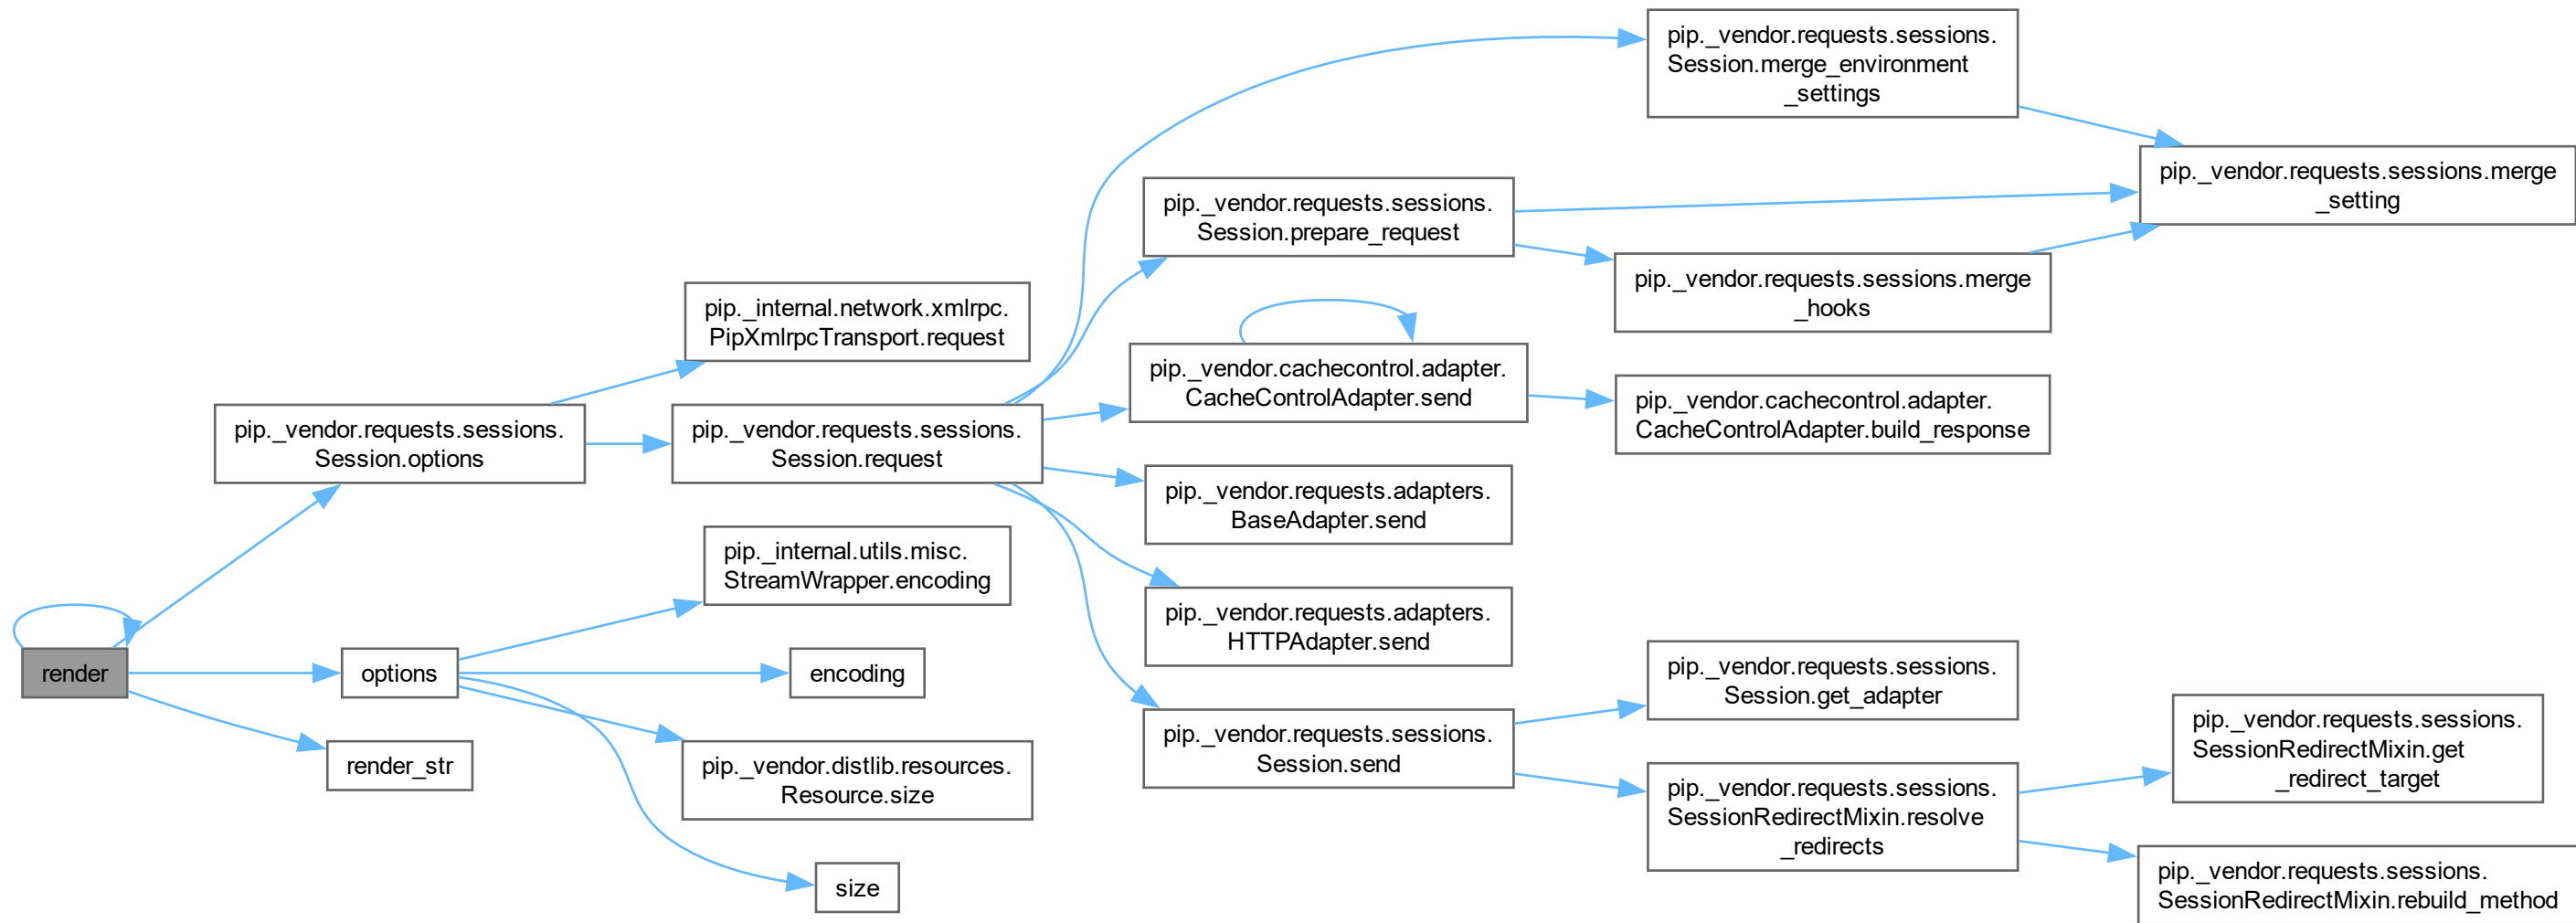 render
pip._vendor.requests.sessions.
Session.options
options
render_str
pip._internal.network.xmlrpc.
PipXmlrpcTransport.request
pip._vendor.requests.sessions.
Session.request
pip._internal.utils.misc.
StreamWrapper.encoding
encoding
pip._vendor.distlib.resources.
Resource.size
size
pip._vendor.requests.sessions.
Session.prepare_request
pip._vendor.cachecontrol.adapter.
CacheControlAdapter.send
pip._vendor.requests.adapters.
BaseAdapter.send
pip._vendor.requests.adapters.
HTTPAdapter.send
pip._vendor.requests.sessions.
Session.send
pip._vendor.requests.sessions.
Session.merge_environment
_settings
pip._vendor.requests.sessions.merge
_hooks
pip._vendor.cachecontrol.adapter.
CacheControlAdapter.build_response
pip._vendor.requests.sessions.
Session.get_adapter
pip._vendor.requests.sessions.
SessionRedirectMixin.resolve
_redirects
pip._vendor.requests.sessions.merge
_setting
pip._vendor.requests.sessions.
SessionRedirectMixin.get
_redirect_target
pip._vendor.requests.sessions.
SessionRedirectMixin.rebuild_method